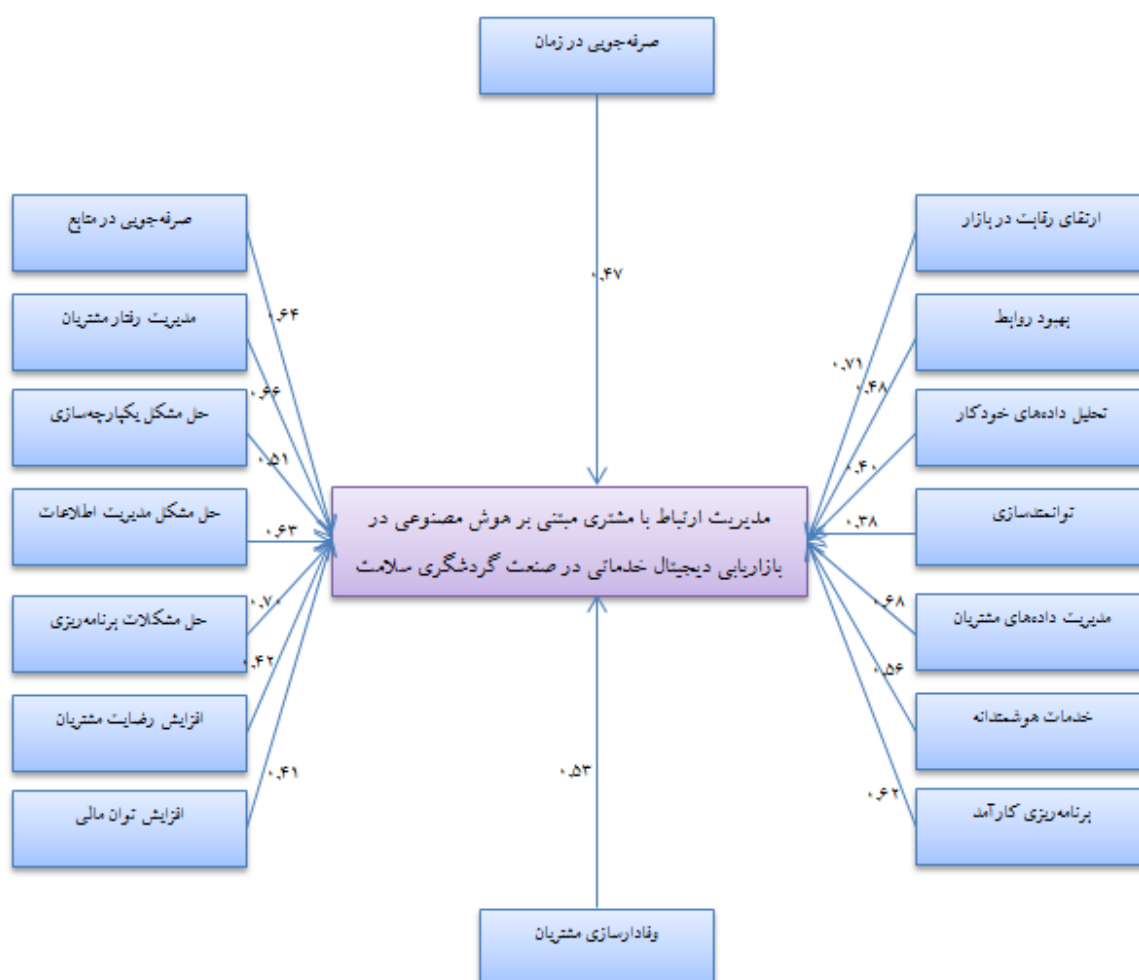 صرفه‌جویی در زمان
ارتقای رقابت در بازار
بهبود روابط
تحلیل داده‌های خودکار
توانمندسازی
مدیریت داده‌های مشتریان
خدمات هوشمندانه
برنامه‌ریزی کارآمد
۰.۷۱
۰.۴۸
۰.۴۰
۰.۳۸
۰.۶۸
۰.۵۶
۰.۶۲
۰.۴۷
مدیریت ارتباط با مشتری مبتنی بر هوش مصنوعی در
بازاریابی دیجیتال خدماتی در صنعت گردشگری سلامت
۰.۵۳
صرفه‌جویی در منابع
مدیریت رفتار مشتریان
حل مشکل یکپارچه‌سازی
حل مشکل مدیریت اطلاعات
حل مشکلات برنامه‌ریزی
افزایش رضایت مشتریان
افزایش توان مالی
۰.۶۴
۰.۶۶
۰.۵۱
۰.۶۳
۰.۷۰
۰.۴۲
۰.۴۱
وفادارسازی مشتریان